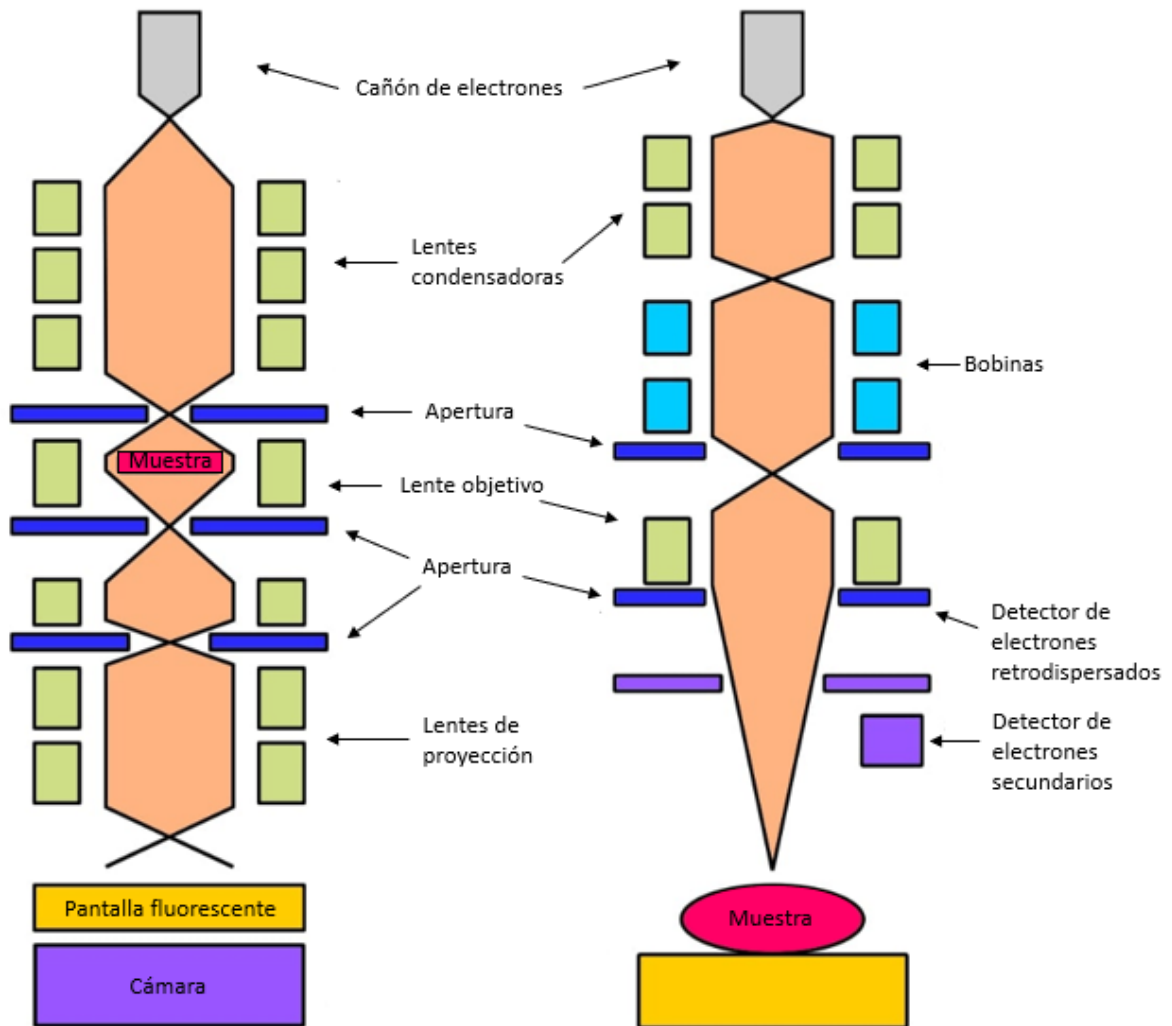 Cañón de electrones
Lentes
condensadoras
Bobinas
Apertura
Muestra
Lente objetivo
Apertura
Detector de
electrones
retrodispersados
Lentes de
proyección
Detector de
electrones
secundarios
Pantalla fluorescente
Muestra
Cámara